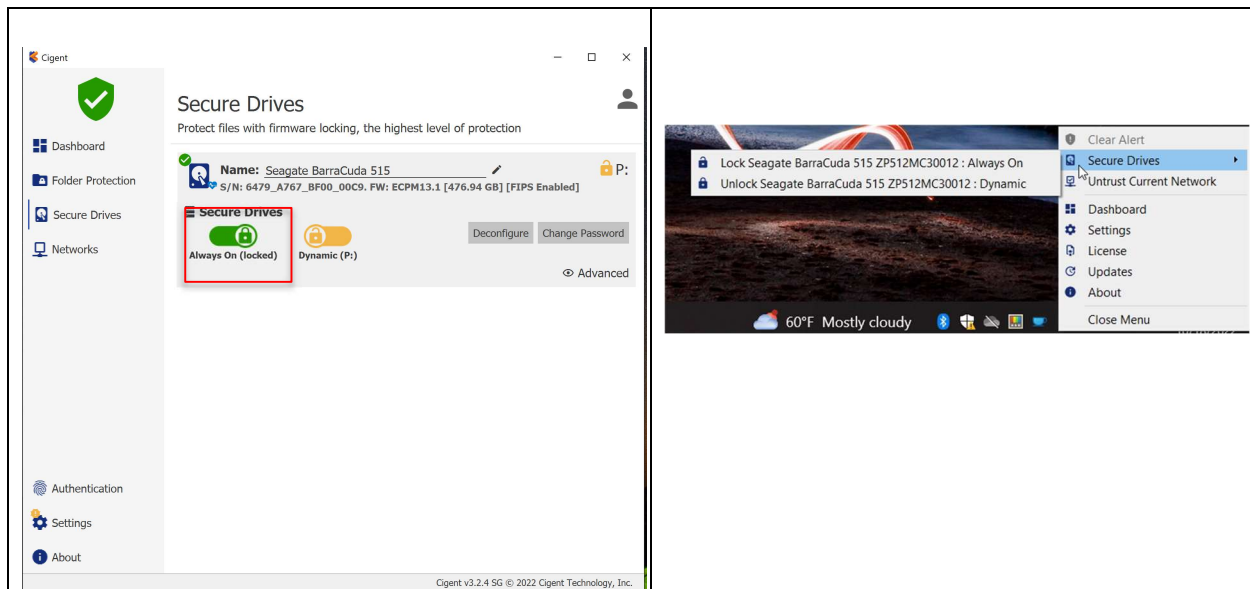 Cigent
Secure Drives
Protect files with firmware locking, the highest level of protection
Dashboard
Folder Protection
Secure Drives
Networks
Name: Seagate BarraCuda 515
P:
S/N: 6479_A767_BF00_00C9. FW: ECPM13.1 [476.94 GB] [FIPS Enabled]
Secure Drives
Always On (locked)
Dynamic (P:)
Deconfigure
Change Password
Advanced
Authentication
Settings
About
Cigent v3.2.4 SG © 2022 Cigent Technology, Inc.
Lock Seagate BarraCuda 515 ZP512MC30012 : Always On
Unlock Seagate BarraCuda 515 ZP512MC30012 : Dynamic
Clear Alert
Secure Drives
Untrust Current Network
Dashboard
Settings
License
Updates
About
Close Menu
60°F Mostly cloudy